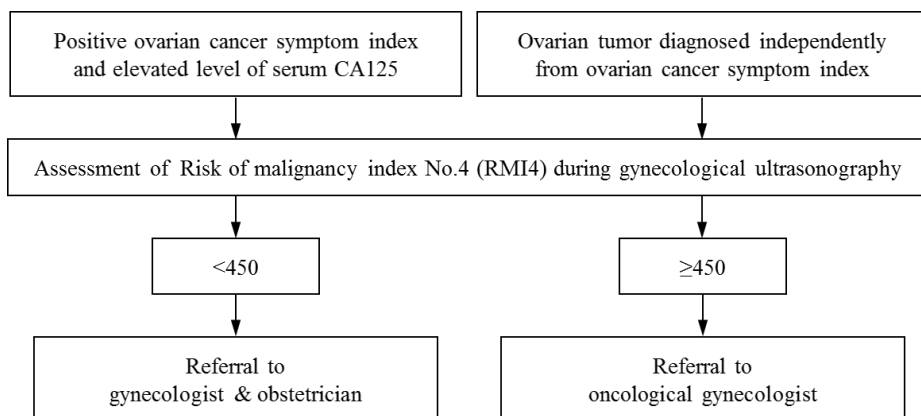 Positive ovarian cancer symptom index
and elevated level of serum CA125
Ovarian tumor diagnosed independently
from ovarian cancer symptom index
Assessment of Risk of malignancy index No.4 (RMI4) during gynecological ultrasonography
<450
≥450
Referral to
gynecologist & obstetrician
Referral to
oncological gynecologist